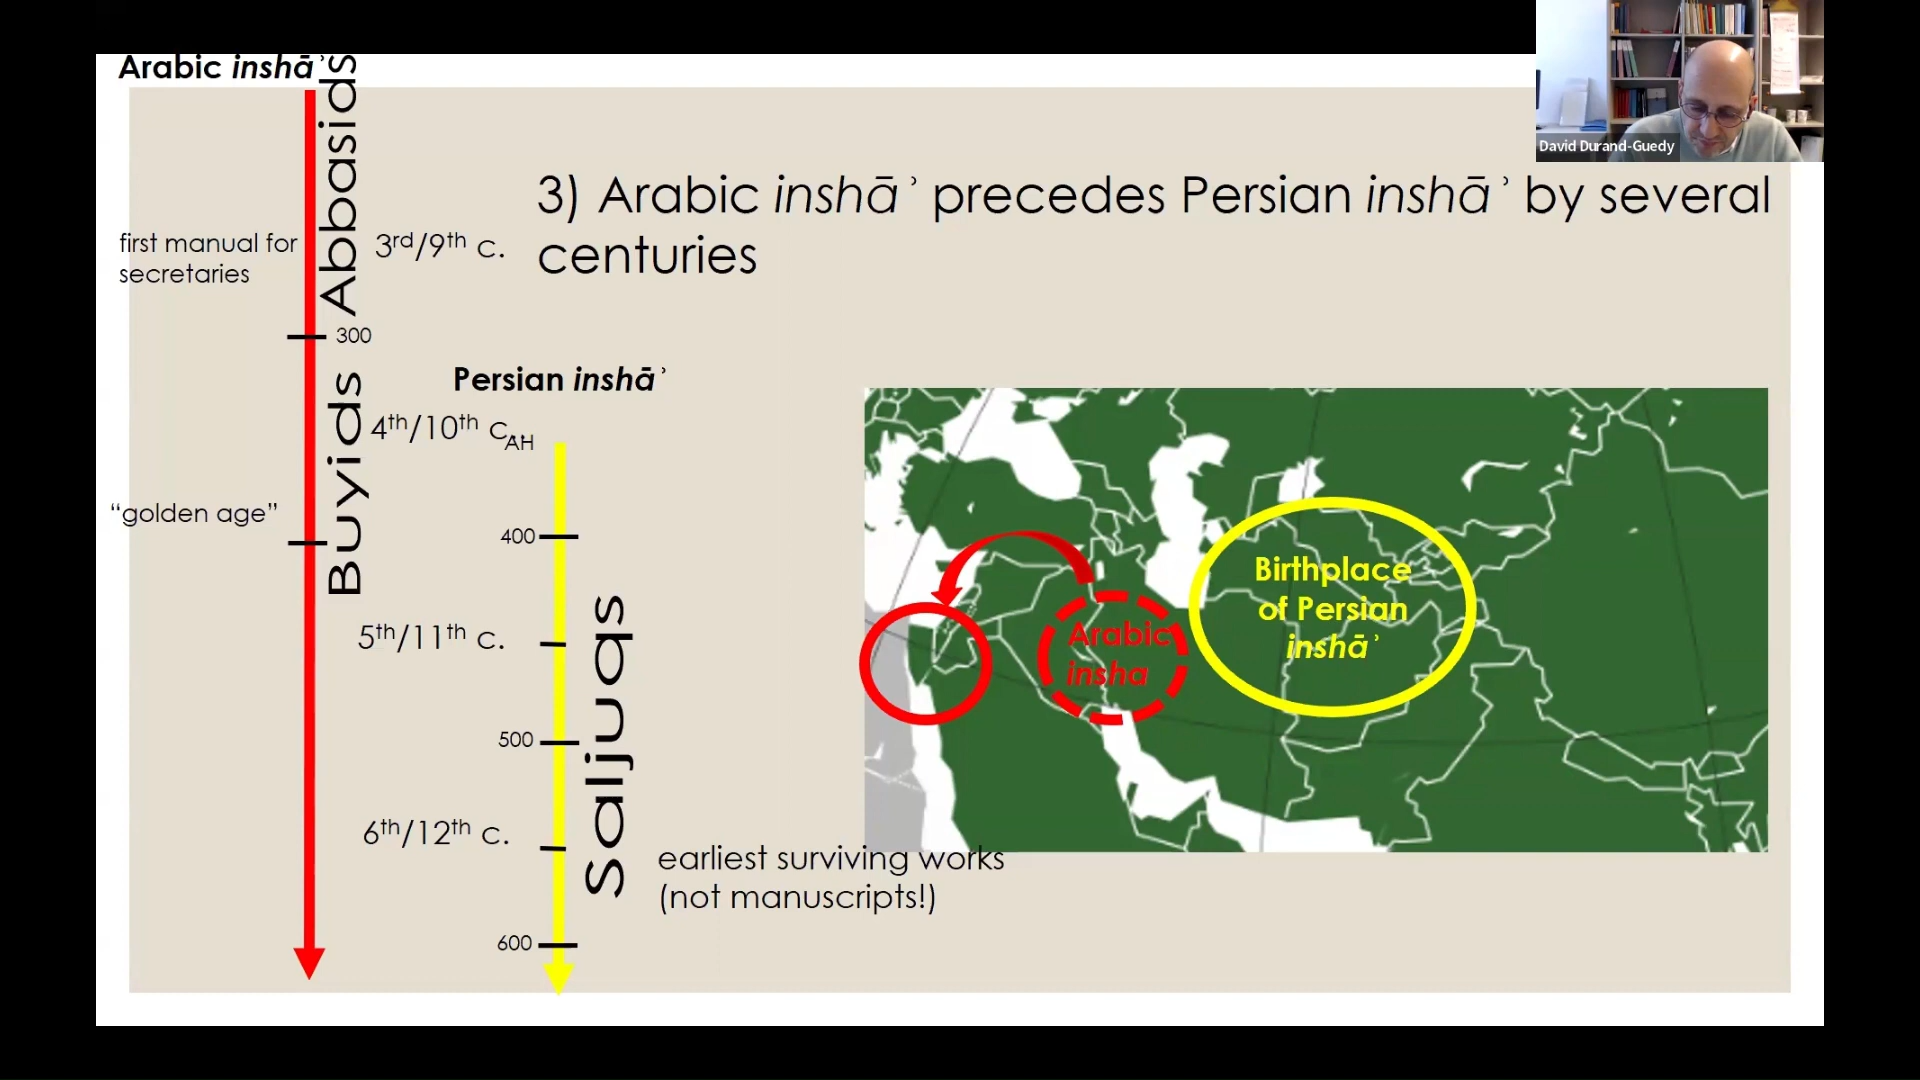 Arabic inshāʾ
Abbasids
David Durand-Guedy
3) Arabic inshāʾ precedes Persian inshāʾ by several
centuries
first manual for
secretaries
3rd/9th c.
300
Persian inshāʾ
Buyids
4th/10th c.
AH
"golden age"
400
5th/11th c.
500
Saljuqs
6th/12th c.
600
earliest surviving works
(not manuscripts!)
Arabic
insha
Birthplace
of Persian
inshāʾ